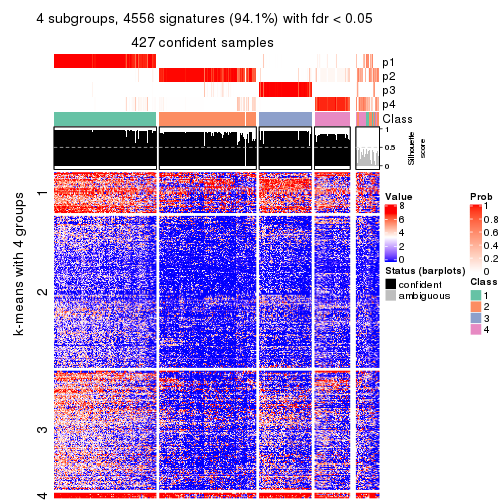 4 subgroups, 4556 signatures (94.1%) with fdr < 0.05
427 confident samples
p1
p2
p3
p4
Class
1
0.5
0
Silhouette
score
k-means with 4 groups
1
2
3
4
Value
8
6
4
2
0
Status (barplots)
confident
ambiguous
Prob
1
0.8
0.6
0.4
0.2
0
Class
1
2
3
4